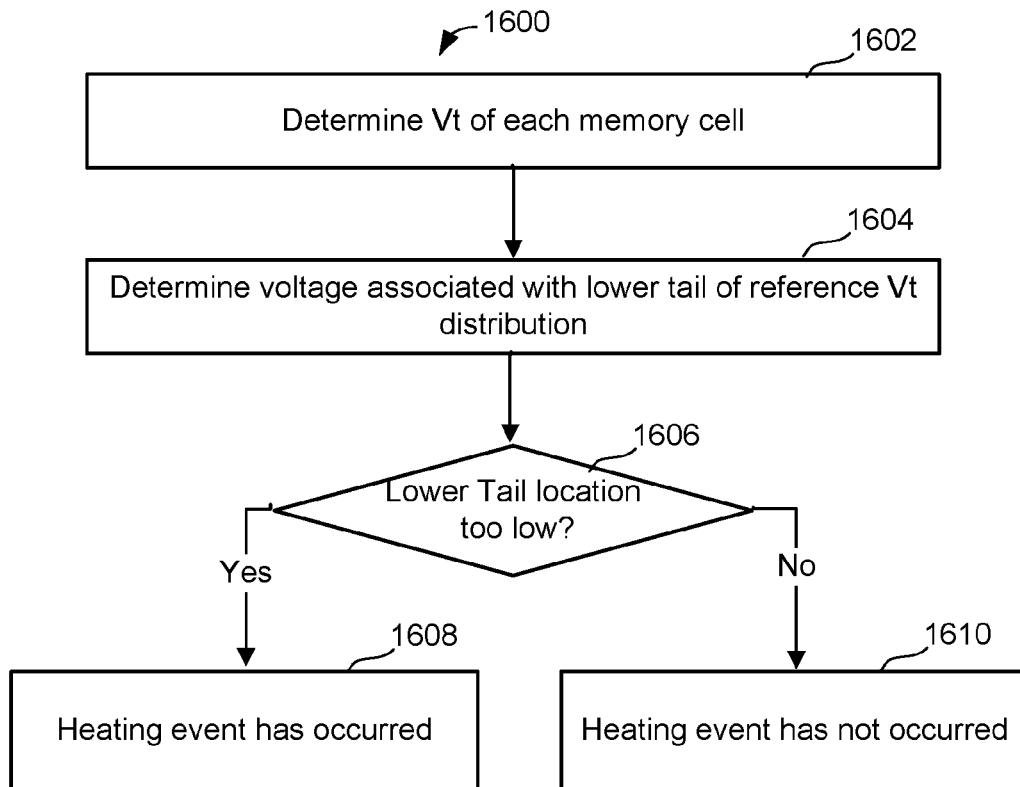 1600
1602
Determine Vt of each memory cell
1604
Determine voltage associated with lower tail of reference Vt
distribution
1606
Lower Tail location
too low?
Yes
No
1608
1610
Heating event has occurred
Heating event has not occurred